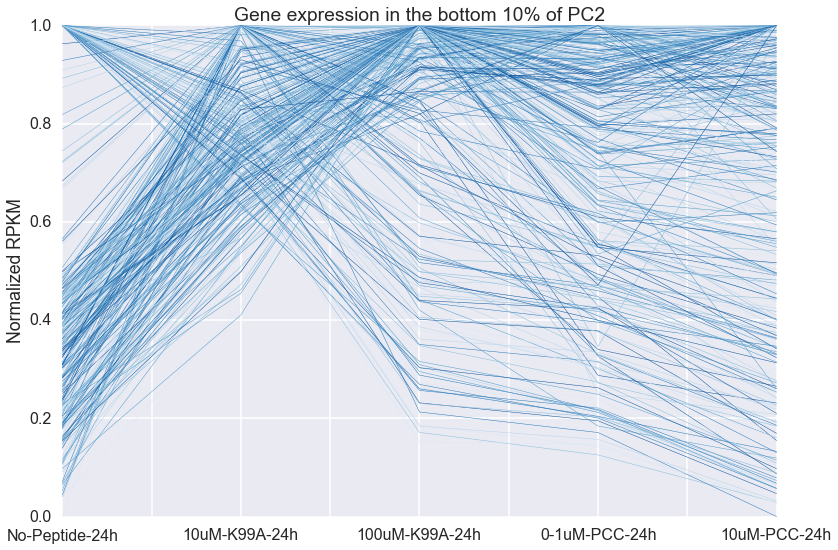 Gene expression in the bottom 10% of PC2
Normalized RPKM
1.0
0.8
0.6
0.4
0.2
0.0
No-Peptide-24h
10uM-K99A-24h
100uM-K99A-24h
0-1uM-PCC-24h
10uM-PCC-24h